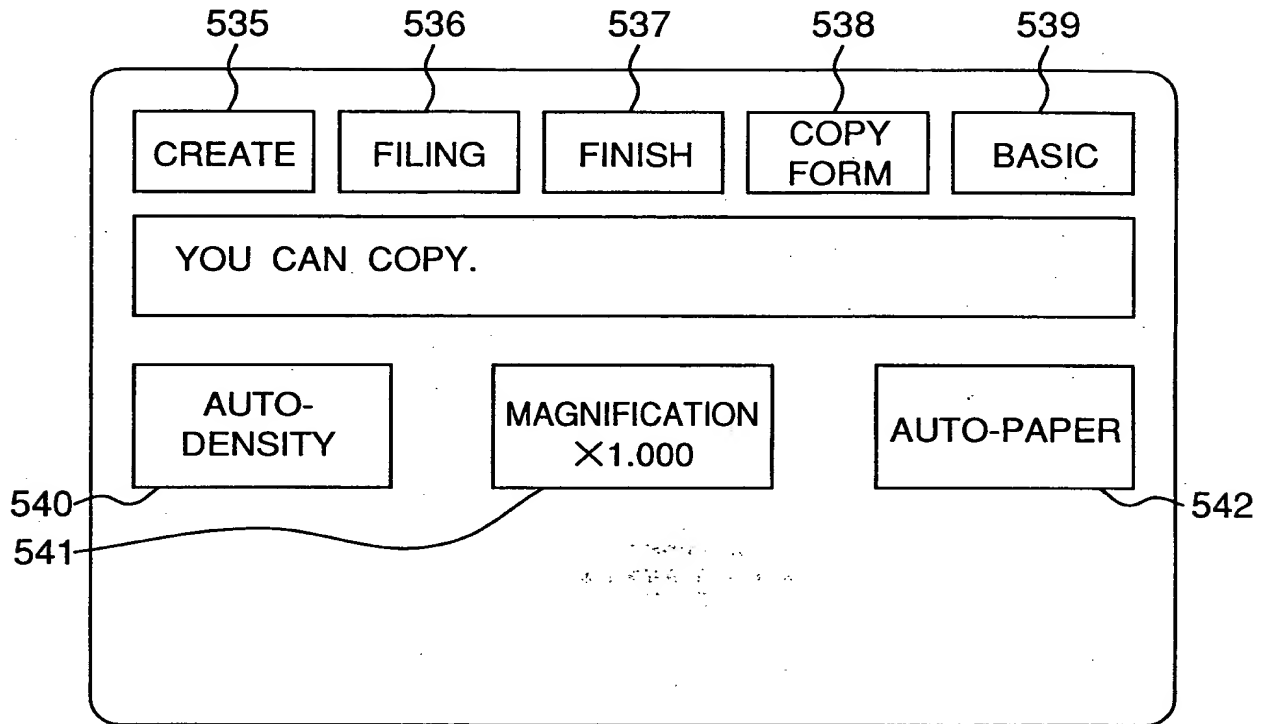 535 536 537 538 539
CREATE FILING FINISH COPY FORM BASIC
YOU CAN COPY.
AUTO-
DENSITY
MAGNIFICATION
×1.000
AUTO-PAPER
540
541
542